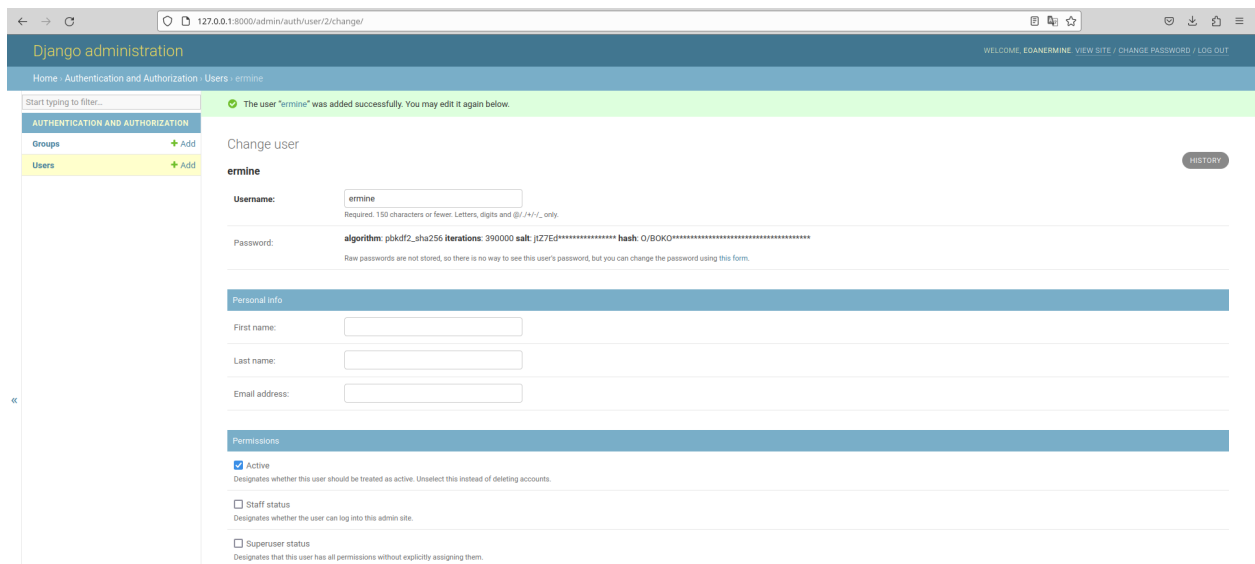 127.0.0.1:8000/admin/auth/user/2/change/
Django administration
WELCOME, EOANERMINE. VIEW SITE / CHANGE PASSWORD / LOG OUT
Home › Authentication and Authorization › Users › ermine
Start typing to filter...
AUTHENTICATION AND AUTHORIZATION
Groups + Add
Users + Add
«
The user "ermine" was added successfully. You may edit it again below.
Change user
HISTORY
ermine
Username: ermine
Required. 150 characters or fewer. Letters, digits and @/./+/-/_ only.
Password: algorithm: pbkdf2_sha256 iterations: 390000 salt: jtZ7Ed**************** hash: O/BOKO**************************************
Raw passwords are not stored, so there is no way to see this user's password, but you can change the password using this form.
Personal info
First name:
Last name:
Email address:
Permissions
Active
Designates whether this user should be treated as active. Unselect this instead of deleting accounts.
Staff status
Designates whether the user can log into this admin site.
Superuser status
Designates that this user has all permissions without explicitly assigning them.